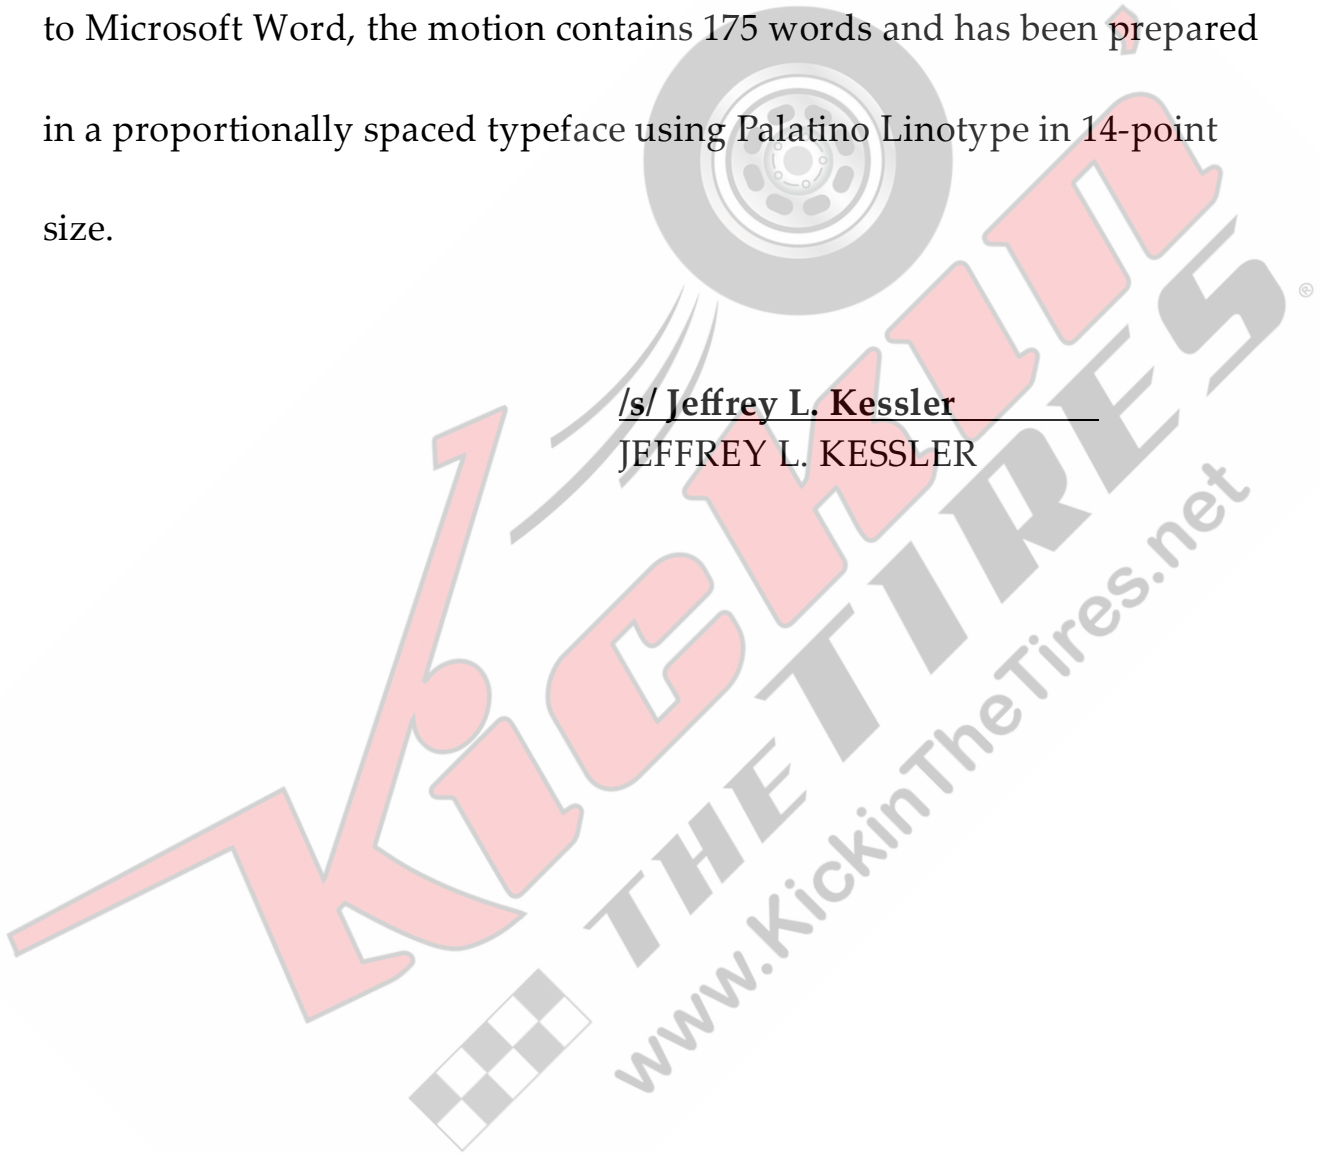 to Microsoft Word, the motion contains 175 words and has been prepared
in a proportionally spaced typeface using Palatino Linotype in 14-point
size.
/s/ Jeffrey L. Kessler
JEFFREY L. KESSLER
Kickin'
THE TIRES
®
www.KickinTheTires.net